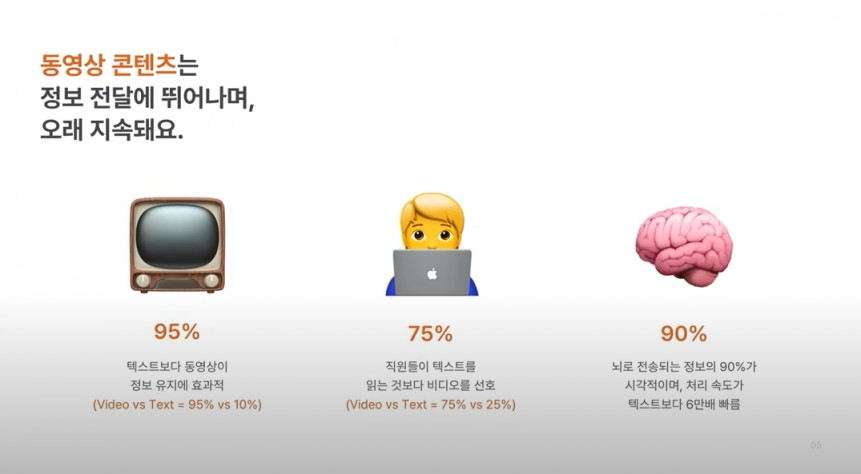 동영상 콘텐츠는
정보 전달에 뛰어나며,
오래 지속돼요.
95%
텍스트보다 동영상이
정보 유지에 효과적
(Video vs Text = 95% vs 10%)
75%
직원들이 텍스트를
읽는 것보다 비디오를 선호
(Video vs Text = 75% vs 25%)
90%
뇌로 전송되는 정보의 90%가
시각적이며, 처리 속도가
텍스트보다 6만배 빠름
05